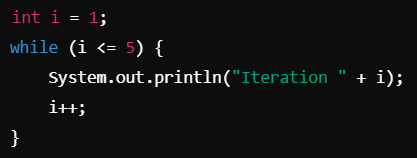 int i = 1;
while (i <= 5) {
    System.out.println("Iteration " + i);
    i++;
}